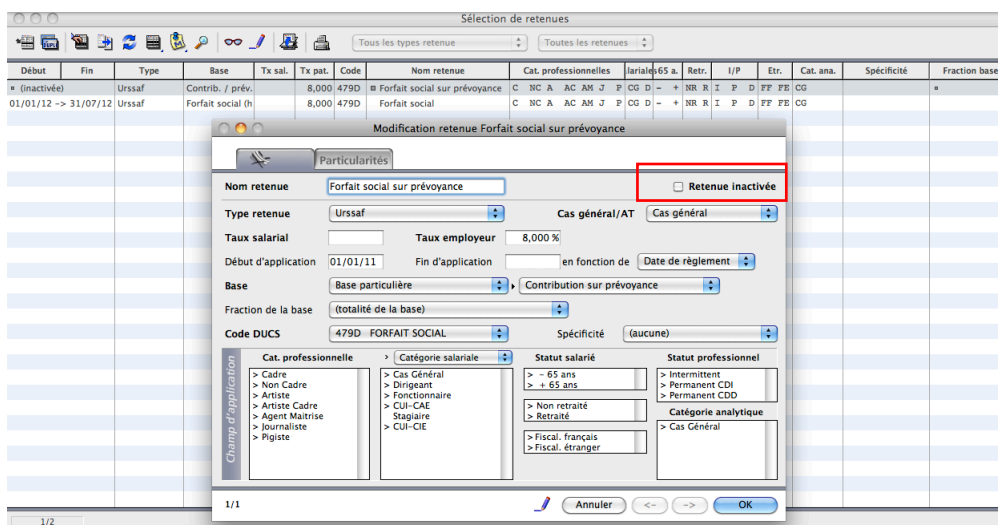 Sélection de retenues
Tous les types retenue
Toutes les retenues
Début Fin Type Base Tx sal. Tx pat. Code Nom retenue Cat. professionnelles lariales 65 a. Retr. I/P Etr. Cat. ana. Spécificité Fraction base
(inactivée) Urssaf Contrib. / prév. 8,000 479D Forfait social sur prévoyance C NC A AC AM J P CG D - + NR R I P D FF FE CG
01/01/12 -> 31/07/12 Urssaf Forfait social (h 8,000 479D Forfait social C NC A AC AM J P CG D - + NR R I P D FF FE CG
Modification retenue Forfait social sur prévoyance
Particularités
Nom retenue Forfait social sur prévoyance Retenue inactivée
Type retenue Urssaf Cas général/AT Cas général
Taux salarial Taux employeur 8,000 %
Début d'application 01/01/11 Fin d'application en fonction de Date de règlement
Base Base particulière Contribution sur prévoyance
Fraction de la base (totalité de la base)
Code DUCS 479D FORFAIT SOCIAL Spécificité (aucune)
Champ d'application
Cat. professionnelle
> Cadre
> Non Cadre
> Artiste
> Artiste Cadre
> Agent Maitrise
> Journaliste
> Pigiste
> Catégorie salariale
> Cas Général
> Dirigeant
> Fonctionnaire
> CUI-CAE
Stagiaire
> CUI-CIE
Statut salarié
> - 65 ans
> + 65 ans
> Non retraité
> Retraité
> Fiscal. français
> Fiscal. étranger
Statut professionnel
> Intermittent
> Permanent CDI
> Permanent CDD
Catégorie analytique
> Cas Général
1/1 Annuler <- -> OK
1/2